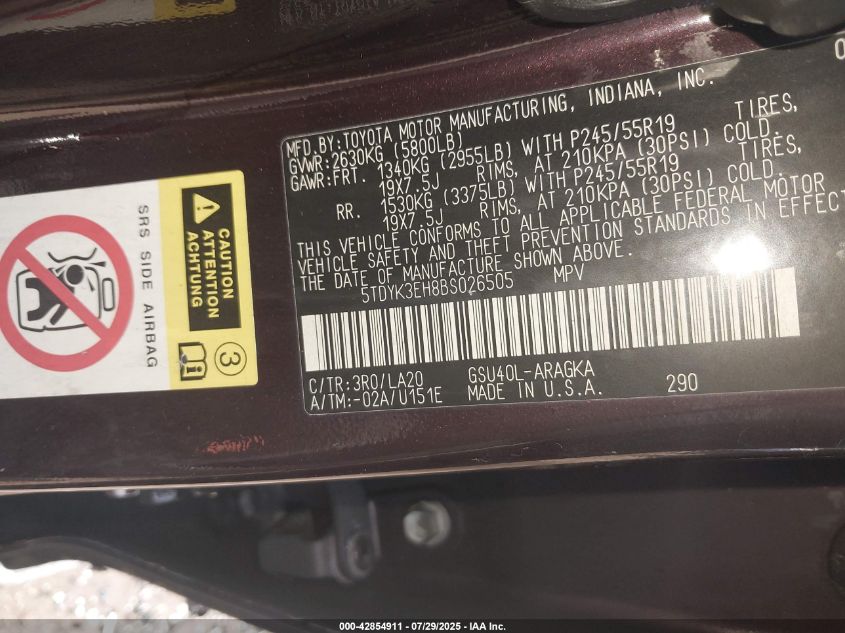 SRS SIDE AIRBAG
CAUTION
ATTENTION
ACHTUNG
3
0
MFD.BY:TOYOTA MOTOR MANUFACTURING, INDIANA, INC.
GVWR:2630KG (5800LB)
GAWR:FRT. 1340KG (2955LB) WITH P245/55R19 TIRES,
19X7.5J RIMS, AT 210KPA (30PSI) COLD.
RR. 1530KG (3375LB) WITH P245/55R19 TIRES,
19X7.5J RIMS, AT 210KPA (30PSI) COLD.
THIS VEHICLE CONFORMS TO ALL APPLICABLE FEDERAL MOTOR
VEHICLE SAFETY AND THEFT PREVENTION STANDARDS IN EFFECT
THE DATE OF MANUFACTURE SHOWN ABOVE.
5TDYK3EH8BS026505 MPV
C/TR:3R0/LA20 GSU40L-ARAGKA
A/TM:-02A/U151E MADE IN U.S.A. 290
000-42854911 - 07/29/2025 - IAA Inc.